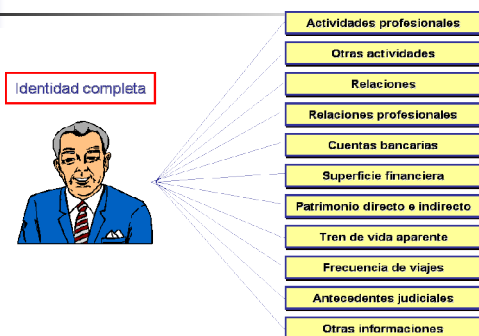 Identidad completa
Actividades profesionales
Otras actividades
Relaciones
Relaciones profesionales
Cuentas bancarias
Superficie financiera
Patrimonio directo e indirecto
Tren de vida aparente
Frecuencia de viajes
Antecedentes judiciales
Otras informaciones